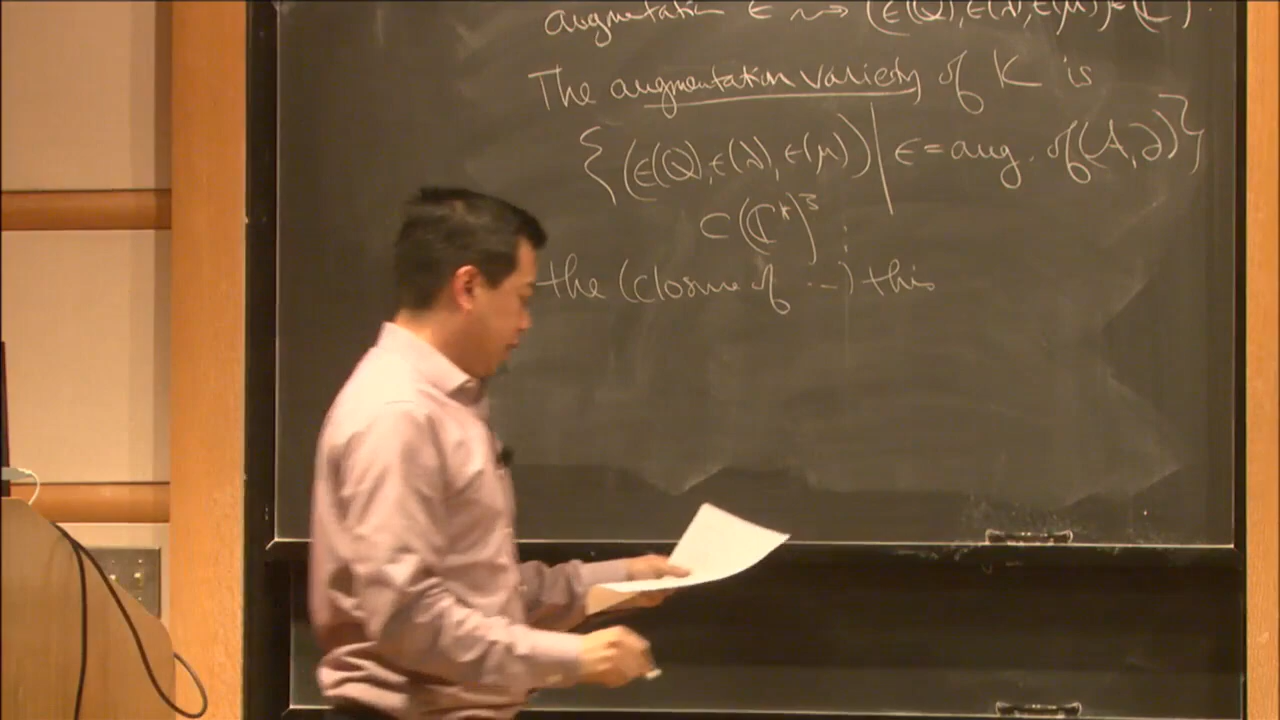 augmentation ε ⇝ (ε(Q), ε(λ), ε(μ)) ∈ (ℂ*)³.
The augmentation variety of K is
{(ε(Q), ε(λ), ε(μ)) | ε = aug. of (A, ∂)}
⊂ (ℂ*)³
the (closure of ...) this